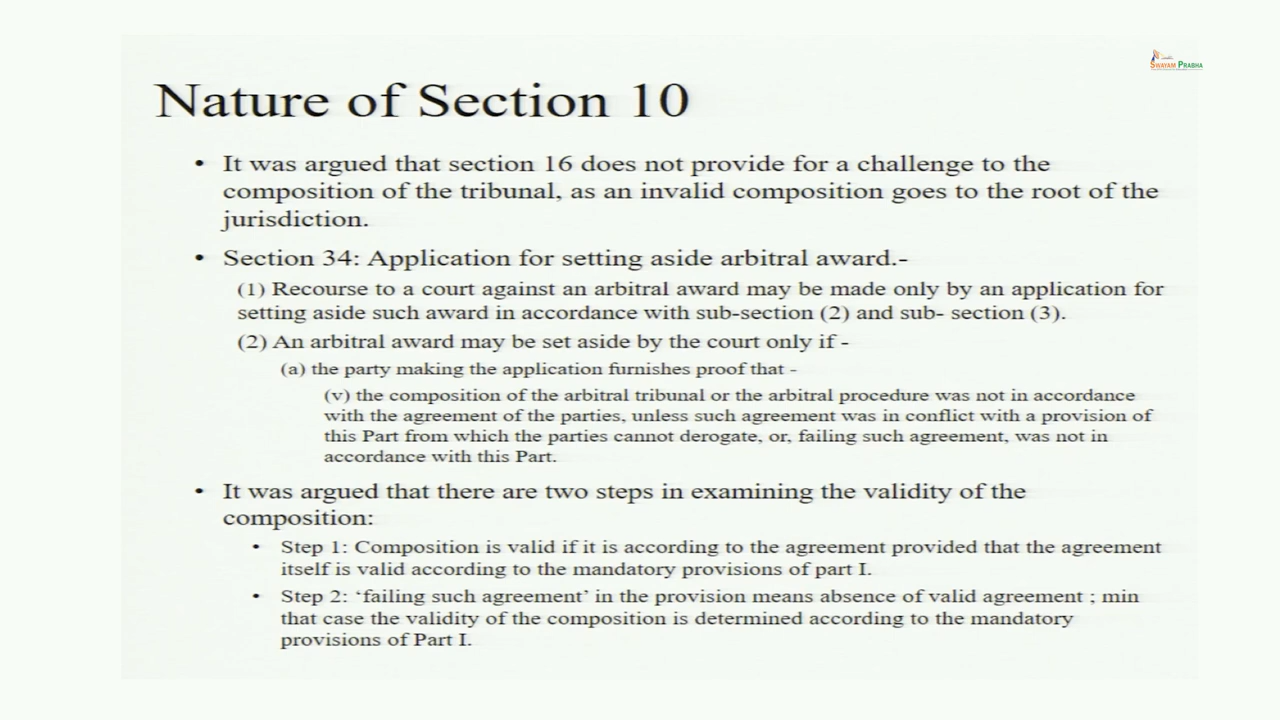 SWAYAM PRABHA
Nature of Section 10
• It was argued that section 16 does not provide for a challenge to the
composition of the tribunal, as an invalid composition goes to the root of the
jurisdiction.
• Section 34: Application for setting aside arbitral award.-
(1) Recourse to a court against an arbitral award may be made only by an application for
setting aside such award in accordance with sub-section (2) and sub- section (3).
(2) An arbitral award may be set aside by the court only if -
(a) the party making the application furnishes proof that -
(v) the composition of the arbitral tribunal or the arbitral procedure was not in accordance
with the agreement of the parties, unless such agreement was in conflict with a provision of
this Part from which the parties cannot derogate, or, failing such agreement, was not in
accordance with this Part.
• It was argued that there are two steps in examining the validity of the
composition:
• Step 1: Composition is valid if it is according to the agreement provided that the agreement
itself is valid according to the mandatory provisions of part I.
• Step 2: ‘failing such agreement’ in the provision means absence of valid agreement ; min
that case the validity of the composition is determined according to the mandatory
provisions of Part I.